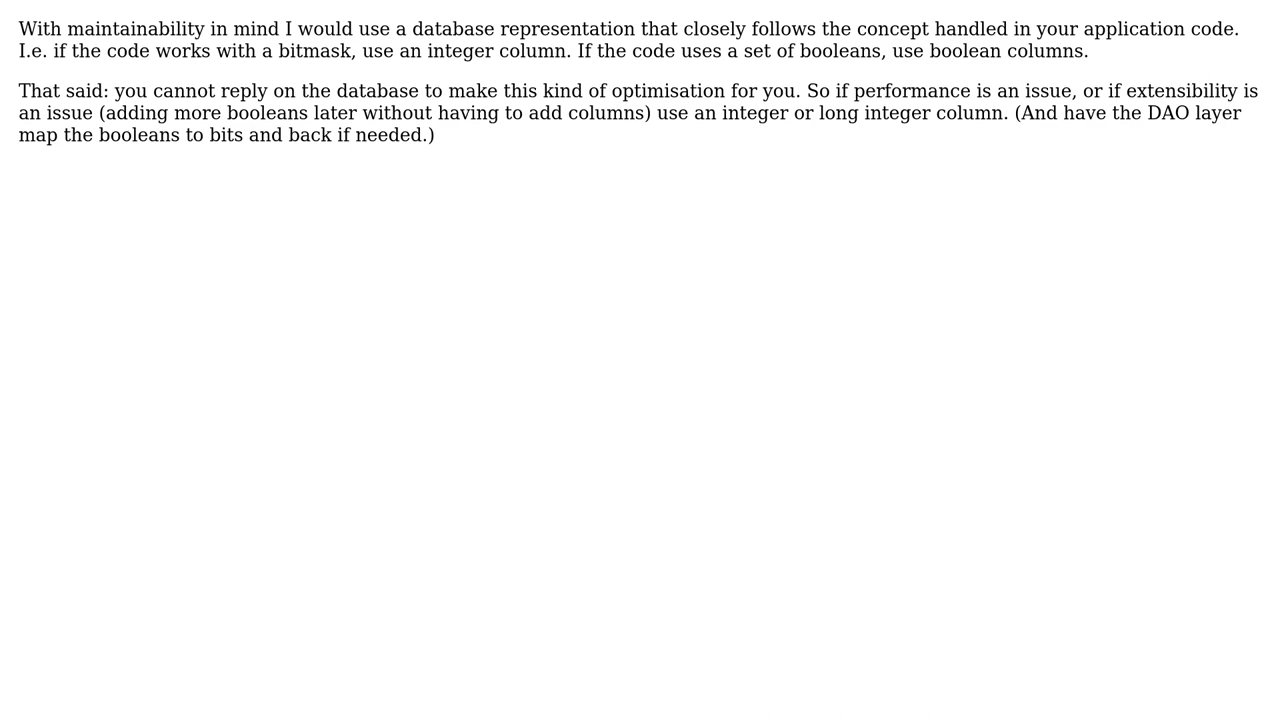 With maintainability in mind I would use a database representation that closely follows the concept handled in your application code.
I.e. if the code works with a bitmask, use an integer column. If the code uses a set of booleans, use boolean columns.
That said: you cannot reply on the database to make this kind of optimisation for you. So if performance is an issue, or if extensibility is
an issue (adding more booleans later without having to add columns) use an integer or long integer column. (And have the DAO layer
map the booleans to bits and back if needed.)